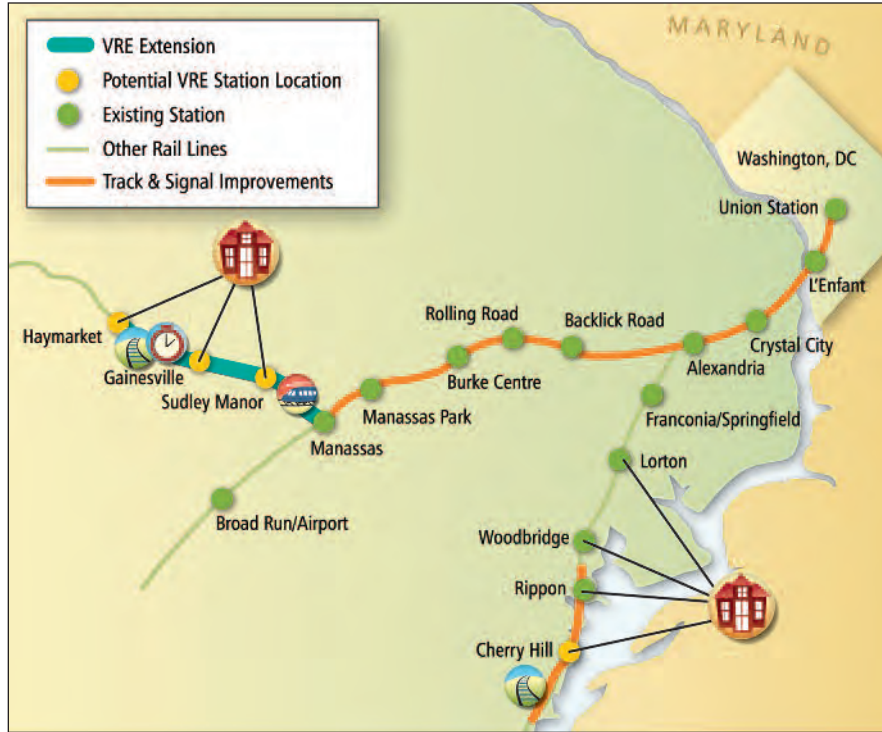 MARYLAND
VRE Extension
Potential VRE Station Location
Existing Station
Other Rail Lines
Track & Signal Improvements
Washington, DC
Union Station
L'Enfant
Crystal City
Alexandria
Backlick Road
Rolling Road
Burke Centre
Manassas Park
Manassas
Haymarket
Gainesville
Sudley Manor
Broad Run/Airport
Franconia/Springfield
Lorton
Woodbridge
Rippon
Cherry Hill